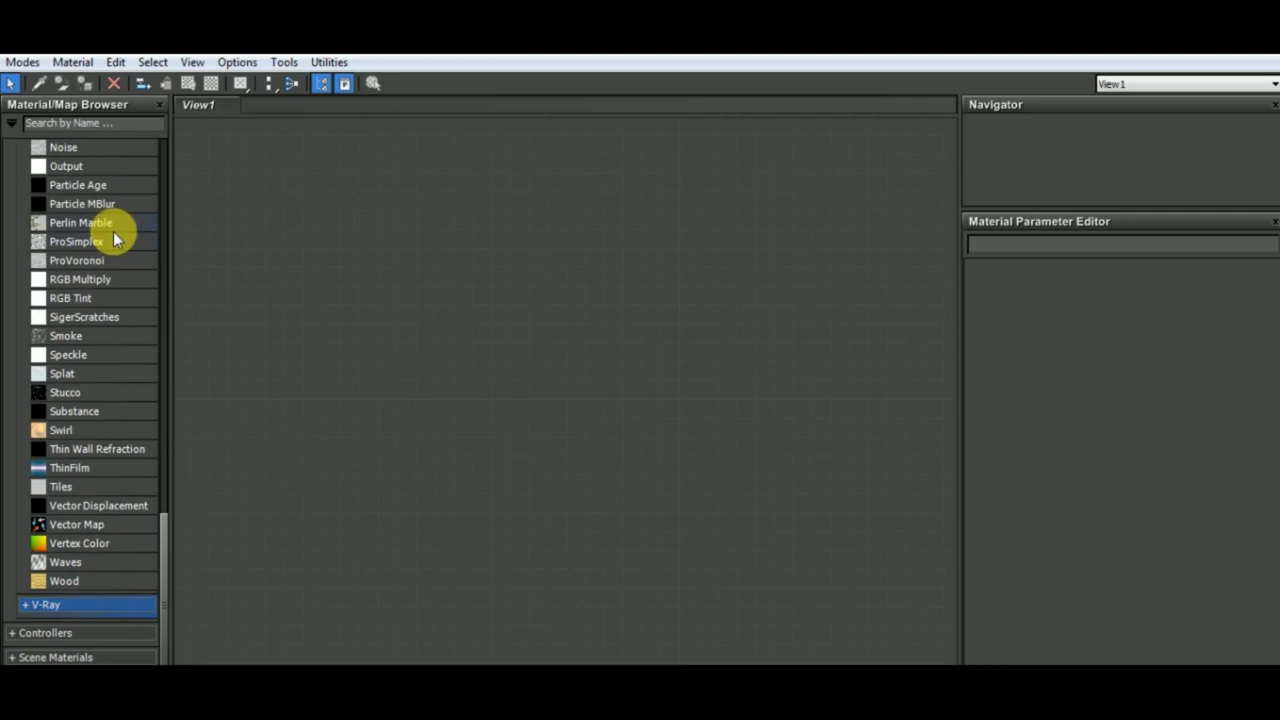 Modes Material Edit Select View Options Tools Utilities
View1
Material/Map Browser
View1
Navigator
Search by Name ...
Noise
Output
Particle Age
Particle MBlur
Perlin Marble
ProSimplex
ProVoronoi
RGB Multiply
RGB Tint
SigerScratches
Smoke
Speckle
Splat
Stucco
Substance
Swirl
Thin Wall Refraction
ThinFilm
Tiles
Vector Displacement
Vector Map
Vertex Color
Waves
Wood
+ V-Ray
+ Controllers
+ Scene Materials
Material Parameter Editor